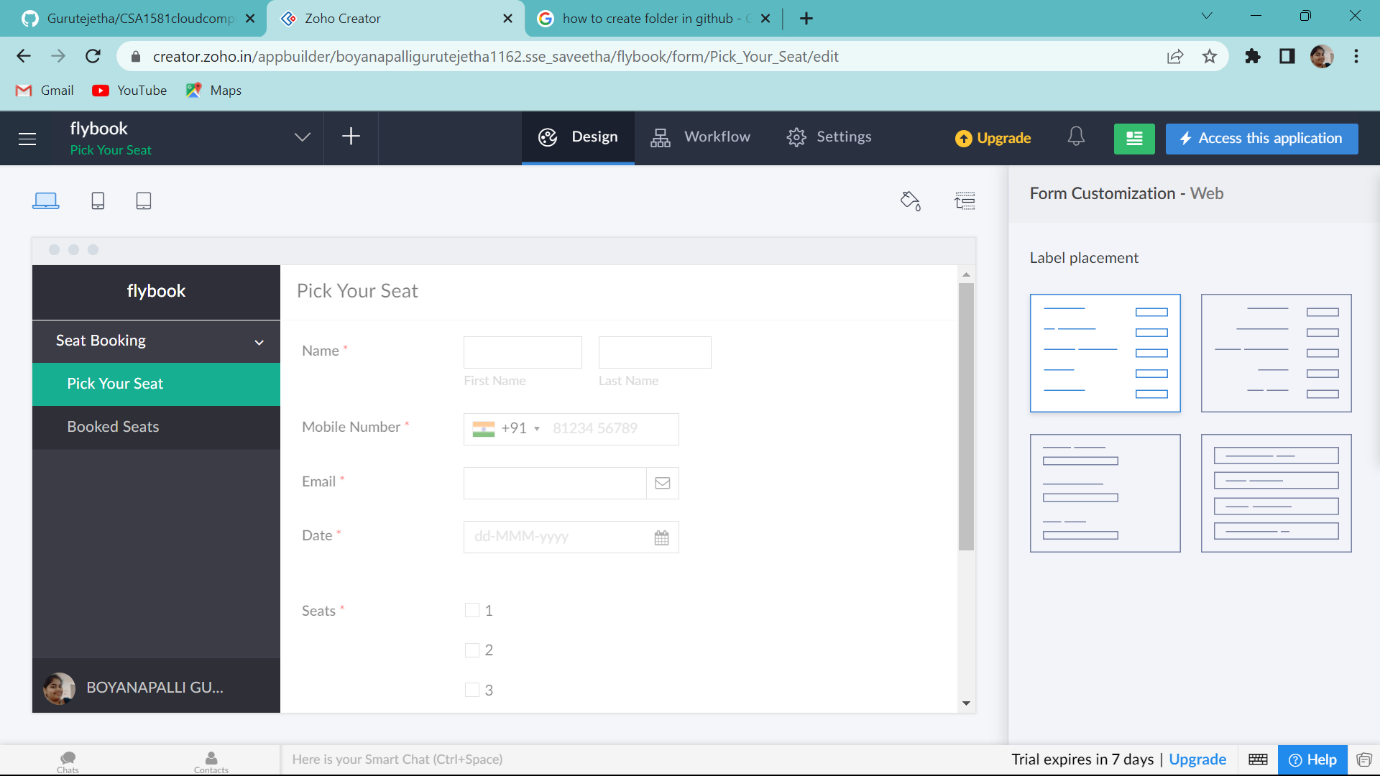 Gurutejetha/CSA1581cloudcomp
Zoho Creator
how to create folder in github -
creator.zoho.in/appbuilder/boyanapalligurutejetha1162.sse_saveetha/flybook/form/Pick_Your_Seat/edit
Gmail
YouTube
Maps
flybook
Pick Your Seat
Design
Workflow
Settings
Upgrade
Access this application
Form Customization - Web
Label placement
flybook
Seat Booking
Pick Your Seat
Booked Seats
BOYANAPALLI GU...
Pick Your Seat
Name *
First Name
Last Name
Mobile Number *
+91
81234 56789
Email *
Date *
dd-MMM-yyyy
Seats *
1
2
3
Chats
Contacts
Here is your Smart Chat (Ctrl+Space)
Trial expires in 7 days | Upgrade
Help